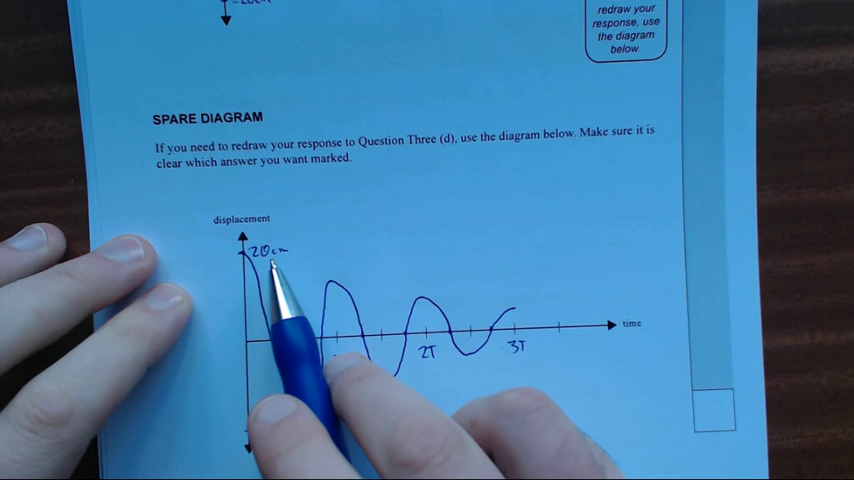 redraw your
response, use
the diagram
below.
SPARE DIAGRAM
If you need to redraw your response to Question Three (d), use the diagram below. Make sure it is
clear which answer you want marked.
displacement
20cm
time
2T
3T